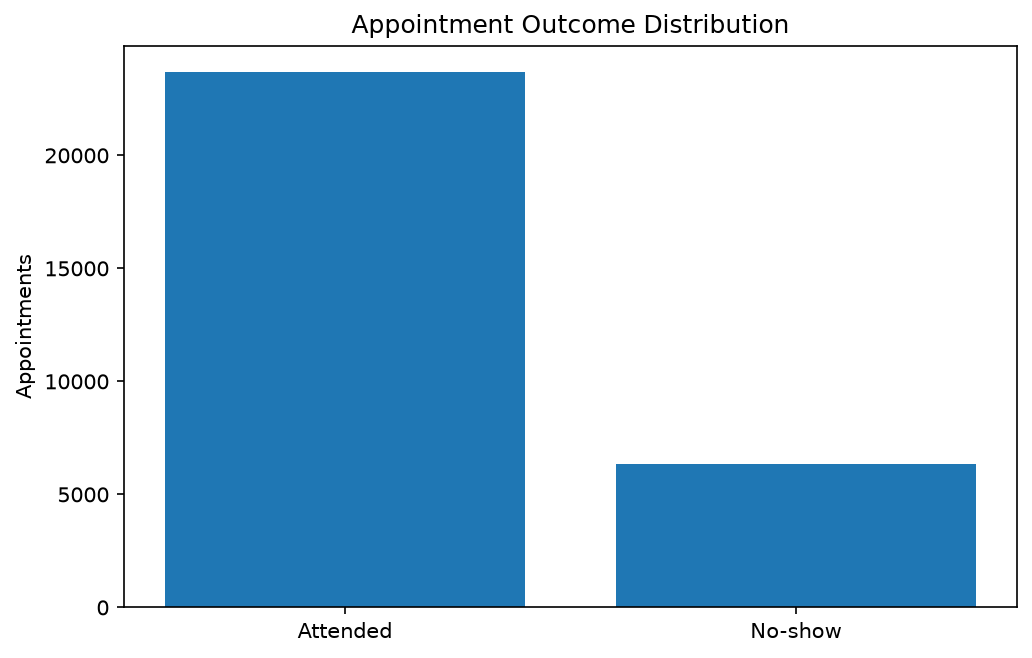 Appointment Outcome Distribution
Appointments
20000
15000
10000
5000
0
Attended
No-show